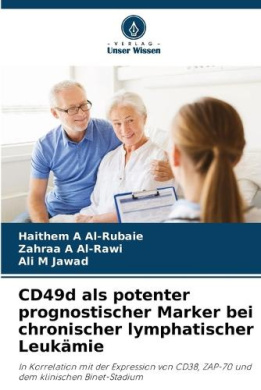 VERLAG
Unser Wissen
Haithem A Al-Rubaie
Zahraa A Al-Rawi
Ali M Jawad
CD49d als potenter
prognostischer Marker bei
chronischer lymphatischer
Leukämie
In Korrelation mit der Expression von CD38, ZAP-70 und
dem klinischen Binet-Stadium